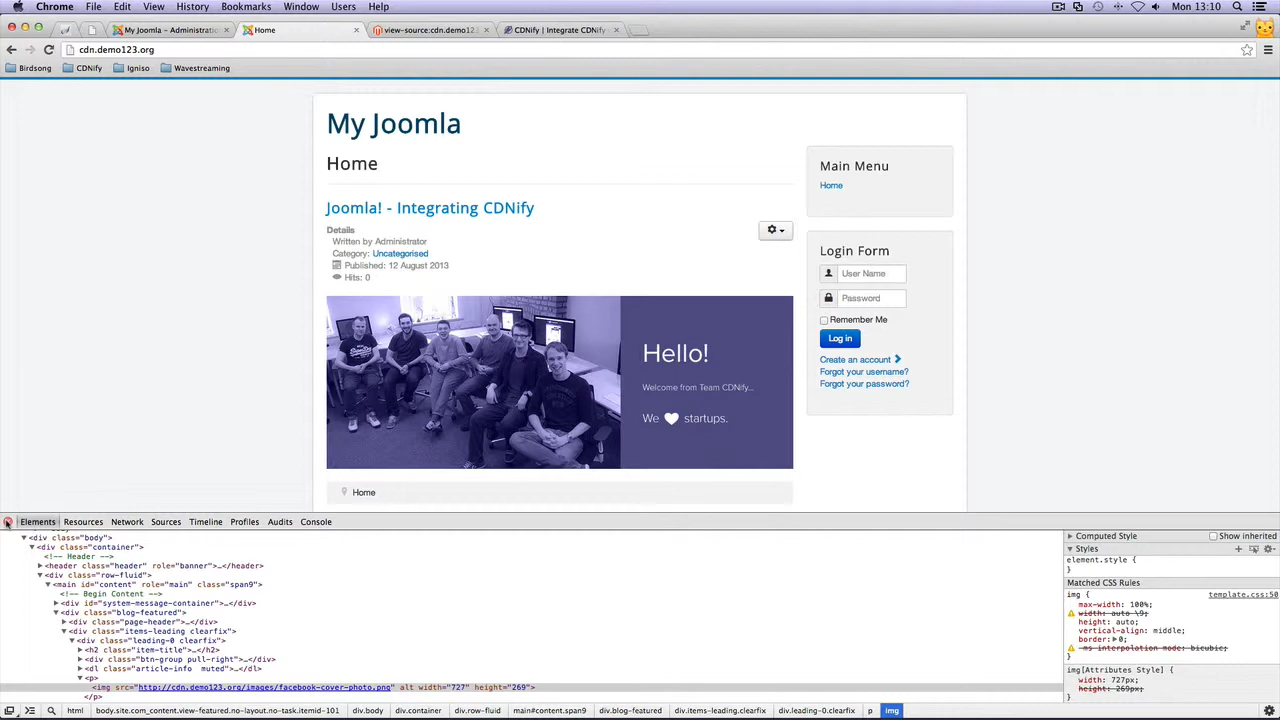 Chrome File Edit View History Bookmarks Window Users Help Mon 13:10
My Joomla - Administratio Home view-source:cdn.demo123 CDNify | Integrate CDNify
cdn.demo123.org
Birdsong CDNify Igniso Wavestreaming
My Joomla
Home
Joomla! - Integrating CDNify
Details
Written by Administrator
Category: Uncategorised
Published: 12 August 2013
Hits: 0
Hello!
Welcome from Team CDNify...
We startups.
Home
Main Menu
Home
Login Form
User Name
Password
Remember Me
Log in
Create an account
Forgot your username?
Forgot your password?
Elements Resources Network Sources Timeline Profiles Audits Console
<div class="body">
<div class="container">
<!-- Header -->
<header class="header" role="banner">…</header>
<div class="row-fluid">
<main id="content" role="main" class="span9">
<!-- Begin Content -->
<div id="system-message-container">…</div>
<div class="blog-featured">
<div class="page-header">…</div>
<div class="items-leading clearfix">
<div class="leading-0 clearfix">
<h2 class="item-title">…</h2>
<div class="btn-group pull-right">…</div>
<dl class="article-info muted">…</dl>
<p>
<img src="http://cdn.demo123.org/images/facebook-cover-photo.png" alt width="727" height="269">
</p>
Computed Style Show inherited
Styles
element.style {
}
Matched CSS Rules
img { template.css:50
max-width: 100%;
width: auto \9;
height: auto;
vertical-align: middle;
border: 0;
-ms-interpolation-mode: bicubic;
}
img[Attributes Style] {
width: 727px;
height: 269px;
html body.site.com_content.view-featured.no-layout.no-task.itemid-101 div.body div.container div.row-fluid main#content.span9 div.blog-featured div.items-leading.clearfix div.leading-0.clearfix p img